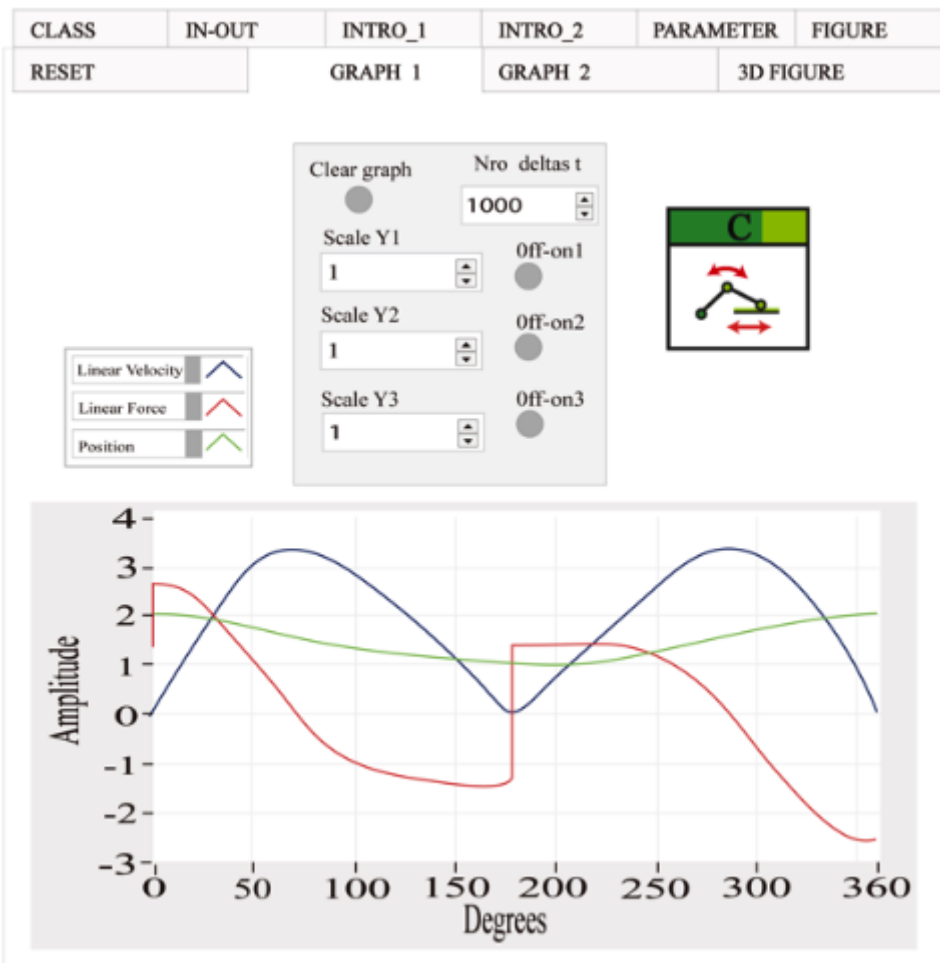 CLASS IN-OUT INTRO_1 INTRO_2 PARAMETER FIGURE
RESET GRAPH 1 GRAPH 2 3D FIGURE
Clear graph Nro deltas t
1000
Scale Y1 0ff-on1
1
Scale Y2 0ff-on2
1
Scale Y3 0ff-on3
1
C
Linear Velocity
Linear Force
Position
Amplitude
4
3
2
1
0
-1
-2
-3
0 50 100 150 200 250 300 360
Degrees